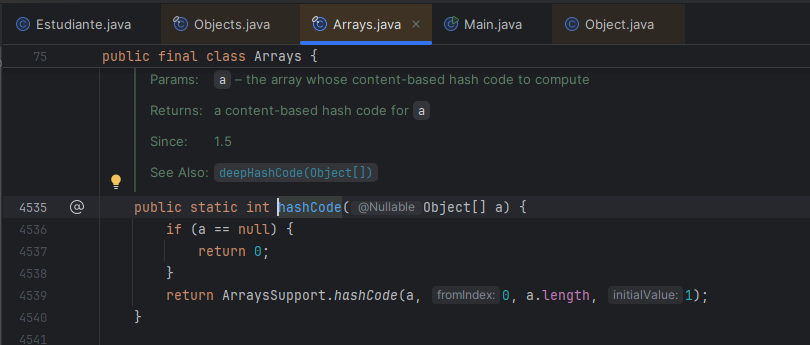 Estudiante.java Objects.java Arrays.java Main.java Object.java
75 public final class Arrays {
Params: a – the array whose content-based hash code to compute
Returns: a content-based hash code for a
Since: 1.5
See Also: deepHashCode(Object[])
4535 @ public static int hashCode( @Nullable Object[] a) {
4536 if (a == null) {
4537 return 0;
4538 }
4539 return ArraysSupport.hashCode(a, fromIndex: 0, a.length, initialValue: 1);
4540 }
4541